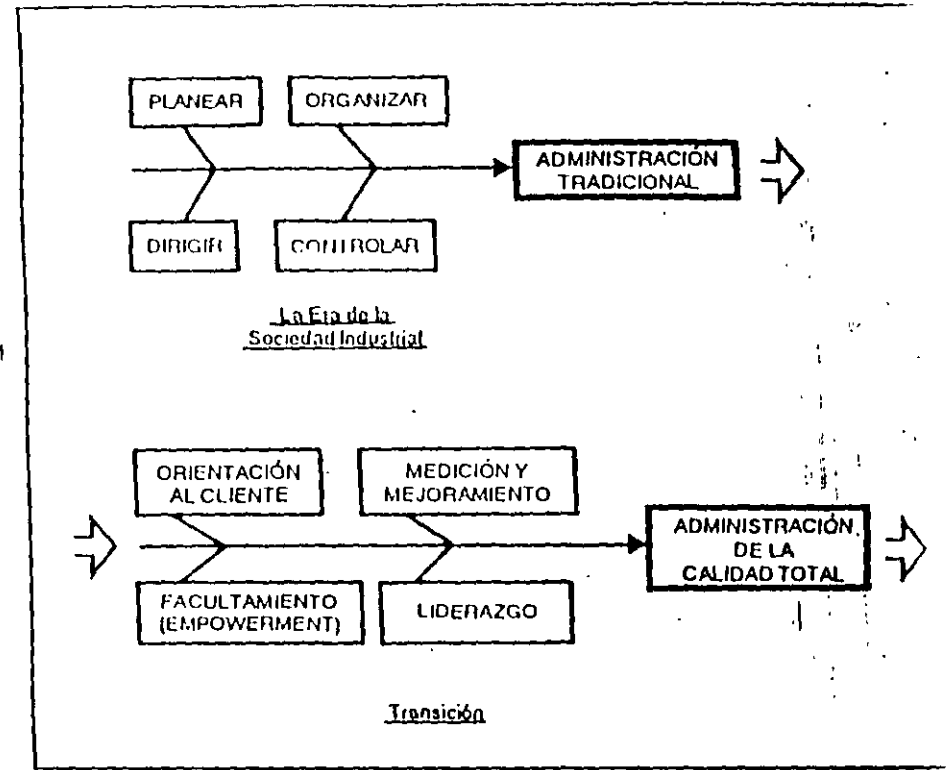 PLANEAR
ORGANIZAR
ADMINISTRACIÓN
TRADICIONAL
DIRIGIR
CONTROLAR
La Era de la
Sociedad Industrial
ORIENTACIÓN
AL CLIENTE
MEDICIÓN Y
MEJORAMIENTO
ADMINISTRACIÓN
DE LA
CALIDAD TOTAL
FACULTAMIENTO
(EMPOWERMENT)
LIDERAZGO
Transición